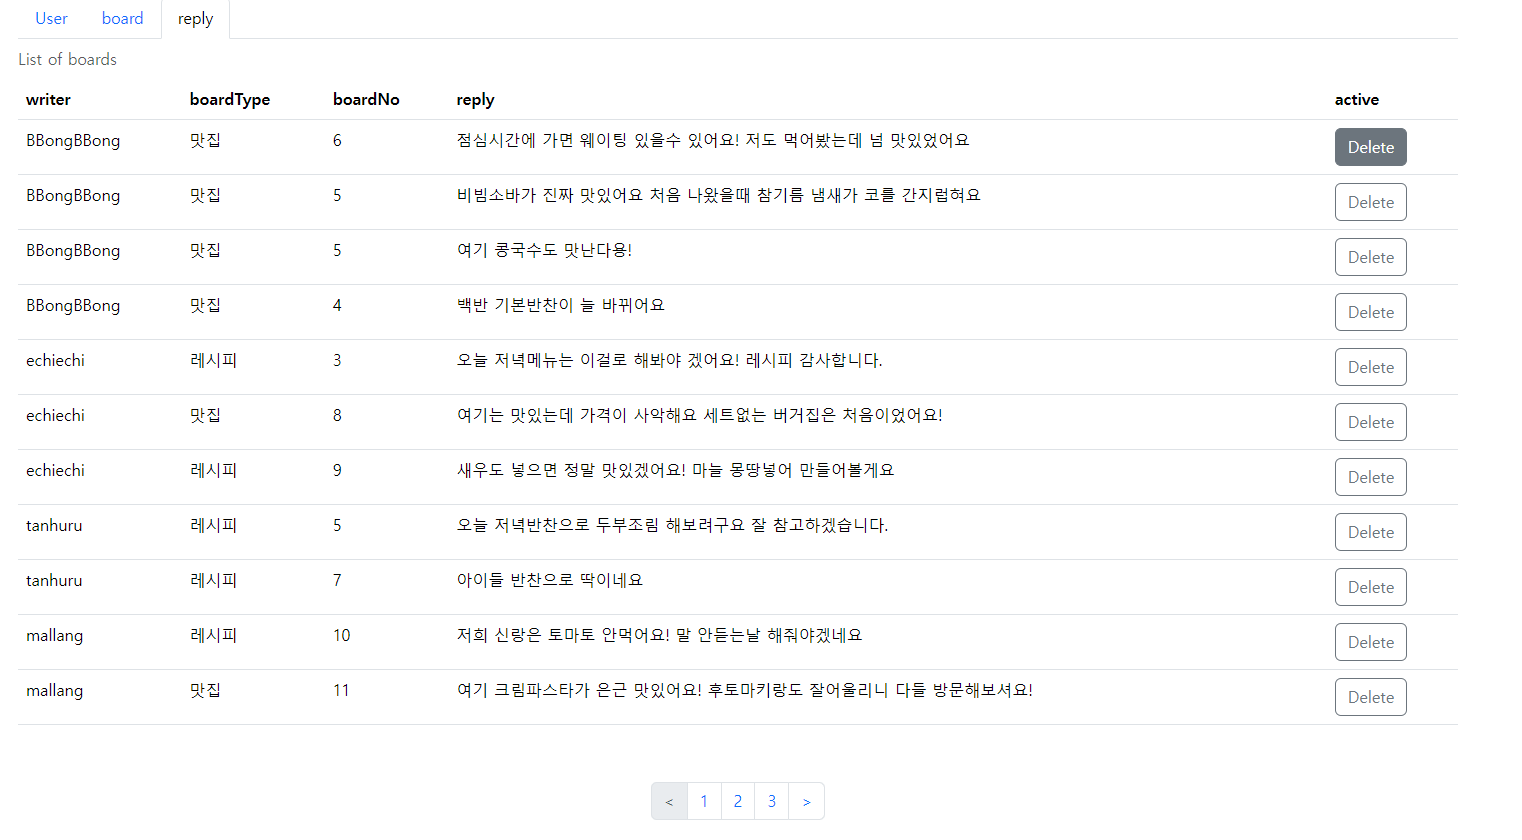 User board reply
List of boards
writer boardType boardNo reply active
BBongBBong 맛집 6 점심시간에 가면 웨이팅 있을수 있어요! 저도 먹어봤는데 넘 맛있었어요 Delete
BBongBBong 맛집 5 비빔소바가 진짜 맛있어요 처음 나왔을때 참기름 냄새가 코를 간지럽혀요 Delete
BBongBBong 맛집 5 여기 콩국수도 맛난다용! Delete
BBongBBong 맛집 4 백반 기본반찬이 늘 바뀌어요 Delete
echiechi 레시피 3 오늘 저녁메뉴는 이걸로 해봐야 겠어요! 레시피 감사합니다. Delete
echiechi 맛집 8 여기는 맛있는데 가격이 사악해요 세트없는 버거집은 처음이었어요! Delete
echiechi 레시피 9 새우도 넣으면 정말 맛있겠어요! 마늘 몽땅넣어 만들어볼게요 Delete
tanhuru 레시피 5 오늘 저녁반찬으로 두부조림 해보려구요 잘 참고하겠습니다. Delete
tanhuru 레시피 7 아이들 반찬으로 딱이네요 Delete
mallang 레시피 10 저희 신랑은 토마토 안먹어요! 말 안듣는날 해줘야겠네요 Delete
mallang 맛집 11 여기 크림파스타가 은근 맛있어요! 후토마키랑도 잘어울리니 다들 방문해보셔요! Delete
< 1 2 3 >